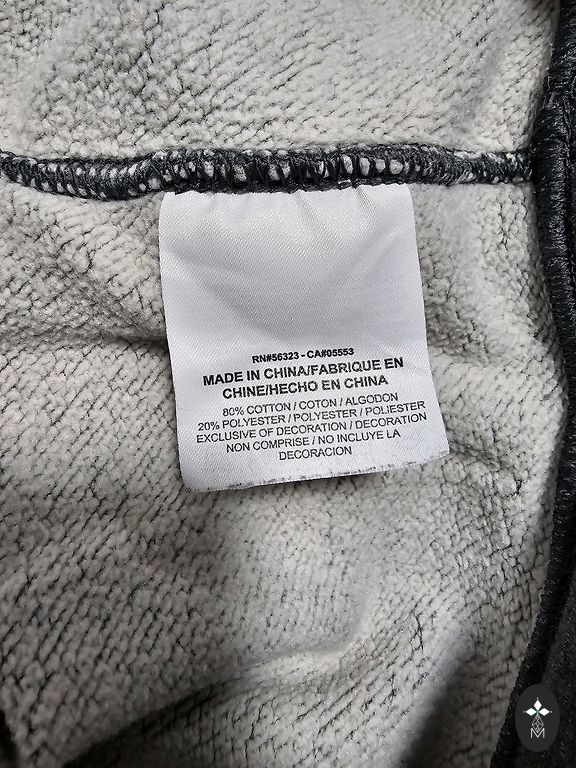 RN#56323 - CA#05553
MADE IN CHINA/FABRIQUE EN
CHINE/HECHO EN CHINA
80% COTTON / COTON / ALGODON
20% POLYESTER / POLYESTER / POLIESTER
EXCLUSIVE OF DECORATION / DECORATION
NON COMPRISE / NO INCLUYE LA
DECORACION
M